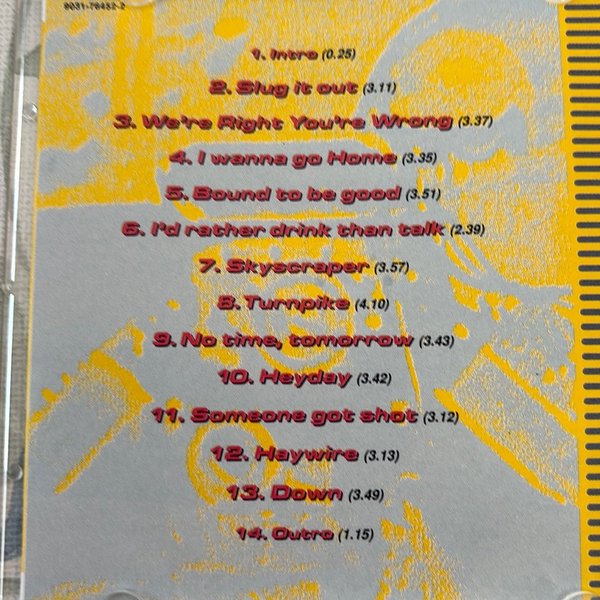 9031-76452-2
1. Intro (0.25)
2. Slug it out (3.11)
3. We're Right You're Wrong (3.37)
4. I wanna go Home (3.35)
5. Bound to be good (3.51)
6. I'd rather drink than talk (2.39)
7. Skyscraper (3.57)
8. Turnpike (4.10)
9. No time, tomorrow (3.43)
10. Heyday (3.42)
11. Someone got shot (3.12)
12. Haywire (3.13)
13. Down (3.49)
14. Outro (1.15)